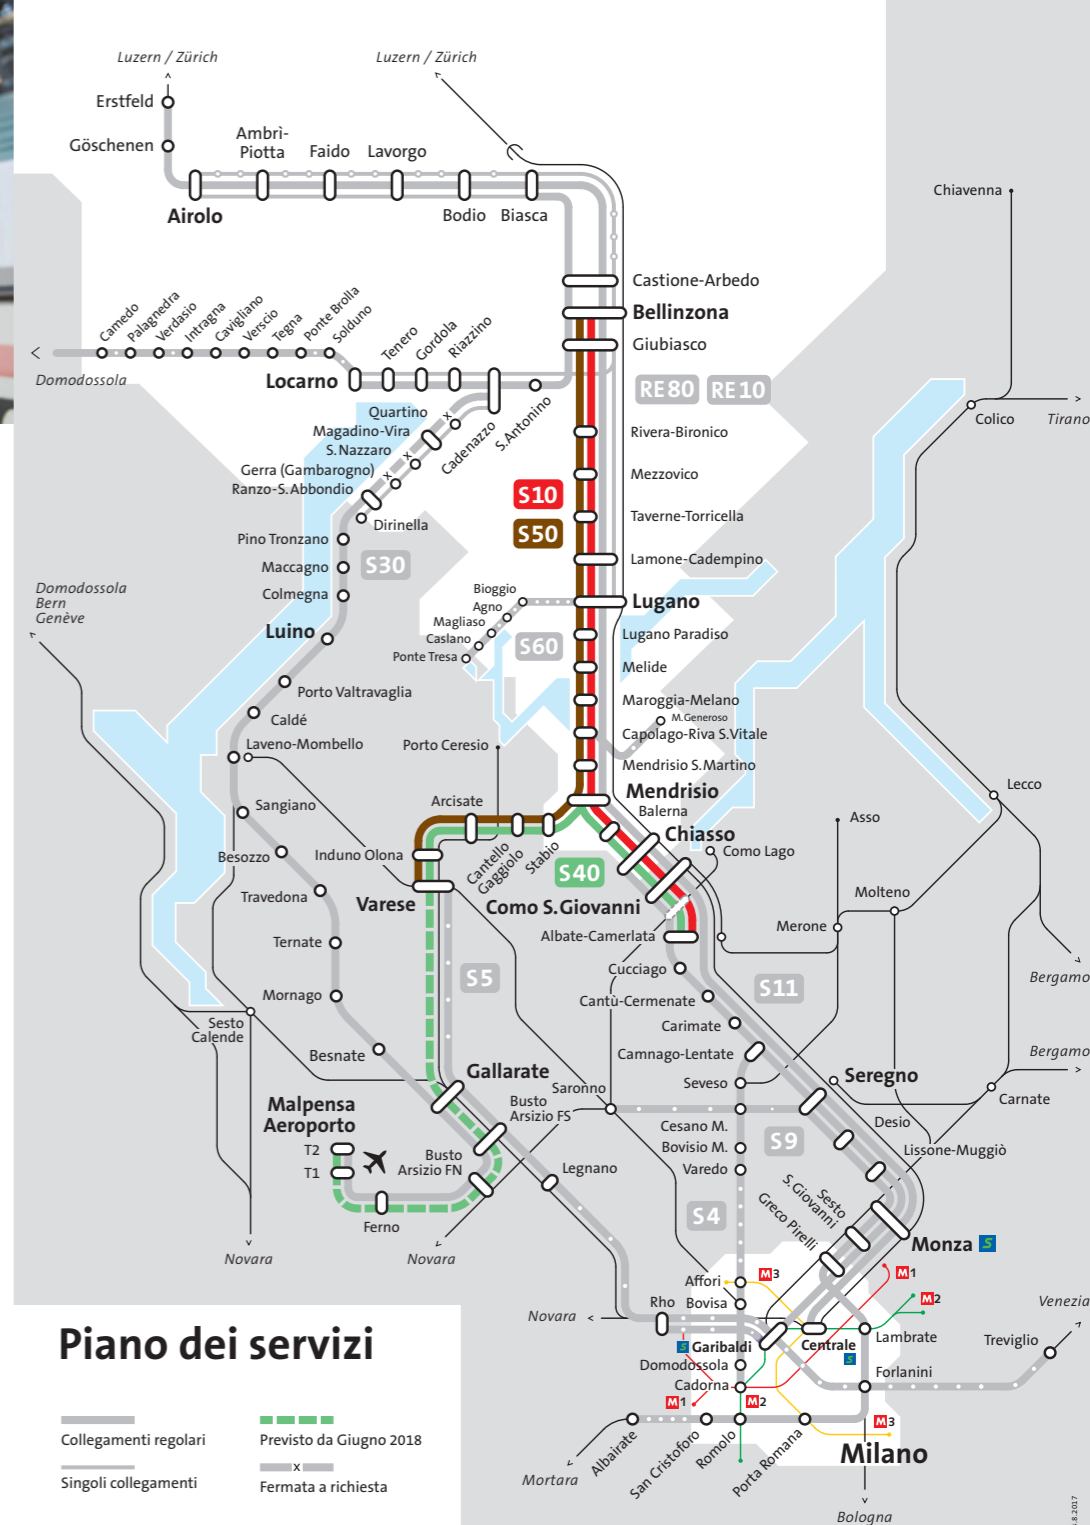 Luzern / Zürich
Luzern / Zürich
Erstfeld
Göschenen
Ambrì-
Piotta
Faido
Lavorgo
Airolo
Bodio
Biasca
Chiavenna
Castione-Arbedo
Bellinzona
Giubiasco
Camedo
Palagnedra
Verdasio
Intragna
Cavigliano
Verscio
Tegna
Ponte Brolla
Solduno
Domodossola
Locarno
Tenero
Gordola
Riazzino
RE80
RE10
Colico
Tirano
Quartino
Magadino-Vira
S.Nazzaro
Gerra (Gambarogno)
Ranzo-S.Abbondio
Cadenazzo
S.Antonino
Rivera-Bironico
Mezzovico
S10
Taverne-Torricella
S50
Dirinella
Pino Tronzano
Maccagno
Colmegna
S30
Lamone-Cadempino
Domodossola
Bern
Genève
Luino
Bioggio
Agno
Magliaso
Caslano
Ponte Tresa
S60
Lugano
Lugano Paradiso
Melide
Maroggia-Melano
M.Generoso
Capolago-Riva S.Vitale
Mendrisio S.Martino
Porto Valtravaglia
Caldé
Laveno-Mombello
Porto Ceresio
Mendrisio
Balerna
Chiasso
Como Lago
Asso
Lecco
Sangiano
Arcisate
Besozzo
Induno Olona
Cantello
Gaggiolo
Stabio
S40
Travedona
Varese
Como S.Giovanni
Albate-Camerlata
Molteno
Merone
Ternate
Cucciago
Bergamo
S5
Mornago
Cantù-Cermenate
S11
Carimate
Sesto
Calende
Besnate
Camnago-Lentate
Bergamo
Gallarate
Saronno
Seveso
Seregno
Carnate
Malpensa
Aeroporto
T2
T1
Busto
Arsizio FS
Busto
Arsizio FN
Cesano M.
Bovisio M.
Varedo
S9
Desio
Lissone-Muggiò
Legnano
Ferno
S4
Sesto
S.Giovanni
Greco Pirelli
Monza S
Novara
Novara
Affori
M3
M1
M2
Bovisa
Rho
Novara
Venezia
Piano dei servizi
S Garibaldi
Centrale
S
Lambrate
Treviglio
Domodossola
Cadorna
Forlanini
M1
M2
M3
Collegamenti regolari
Singoli collegamenti
Previsto da Giugno 2018
x
Fermata a richiesta
Albairate
San Cristoforo
Romolo
Porta Romana
Milano
Mortara
Bologna